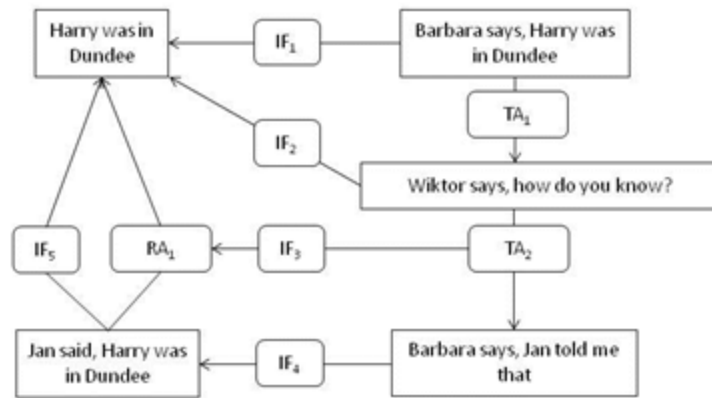 Harry was in
Dundee
IF₁
Barbara says, Harry was
in Dundee
TA₁
IF₂
Wiktor says, how do you know?
IF₅
RA₁
IF₃
TA₂
Jan said, Harry was
in Dundee
IF₄
Barbara says, Jan told me
that